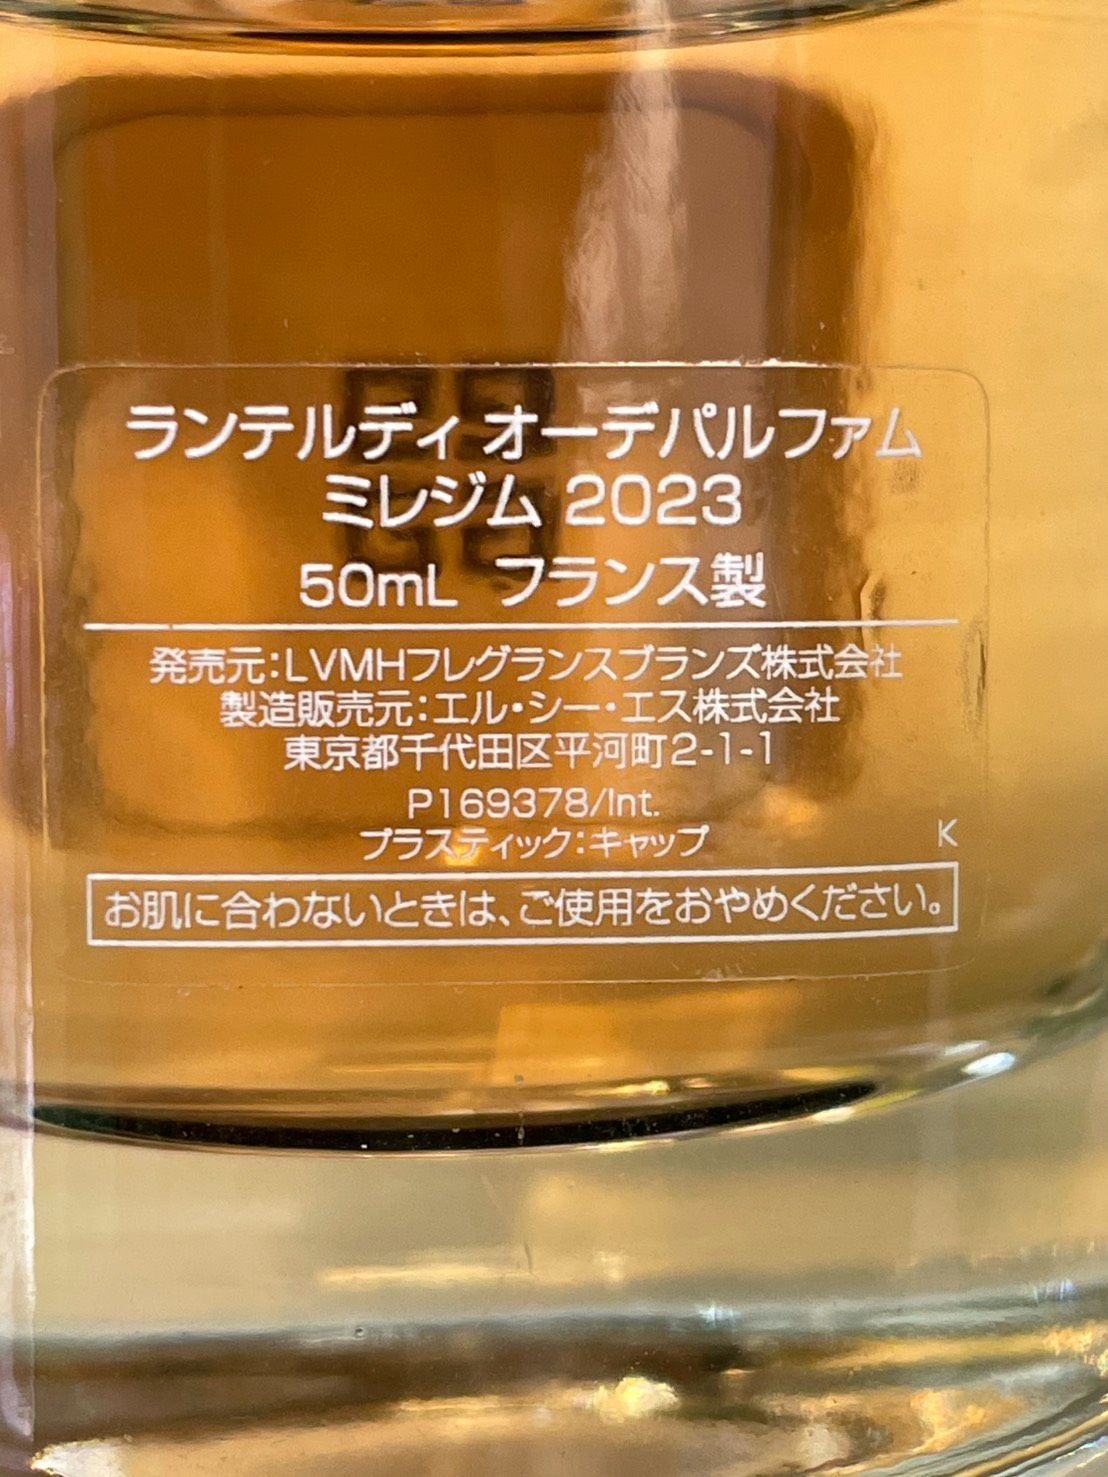 ランテルディ オーデパルファム
ミレジム 2023
50mL フランス製
発売元:LVMHフレグランスブランズ株式会社
製造販売元:エル・シー・エス株式会社
東京都千代田区平河町2-1-1
P169378/Int.
プラスティック:キャップ
K
お肌に合わないときは、ご使用をおやめください。